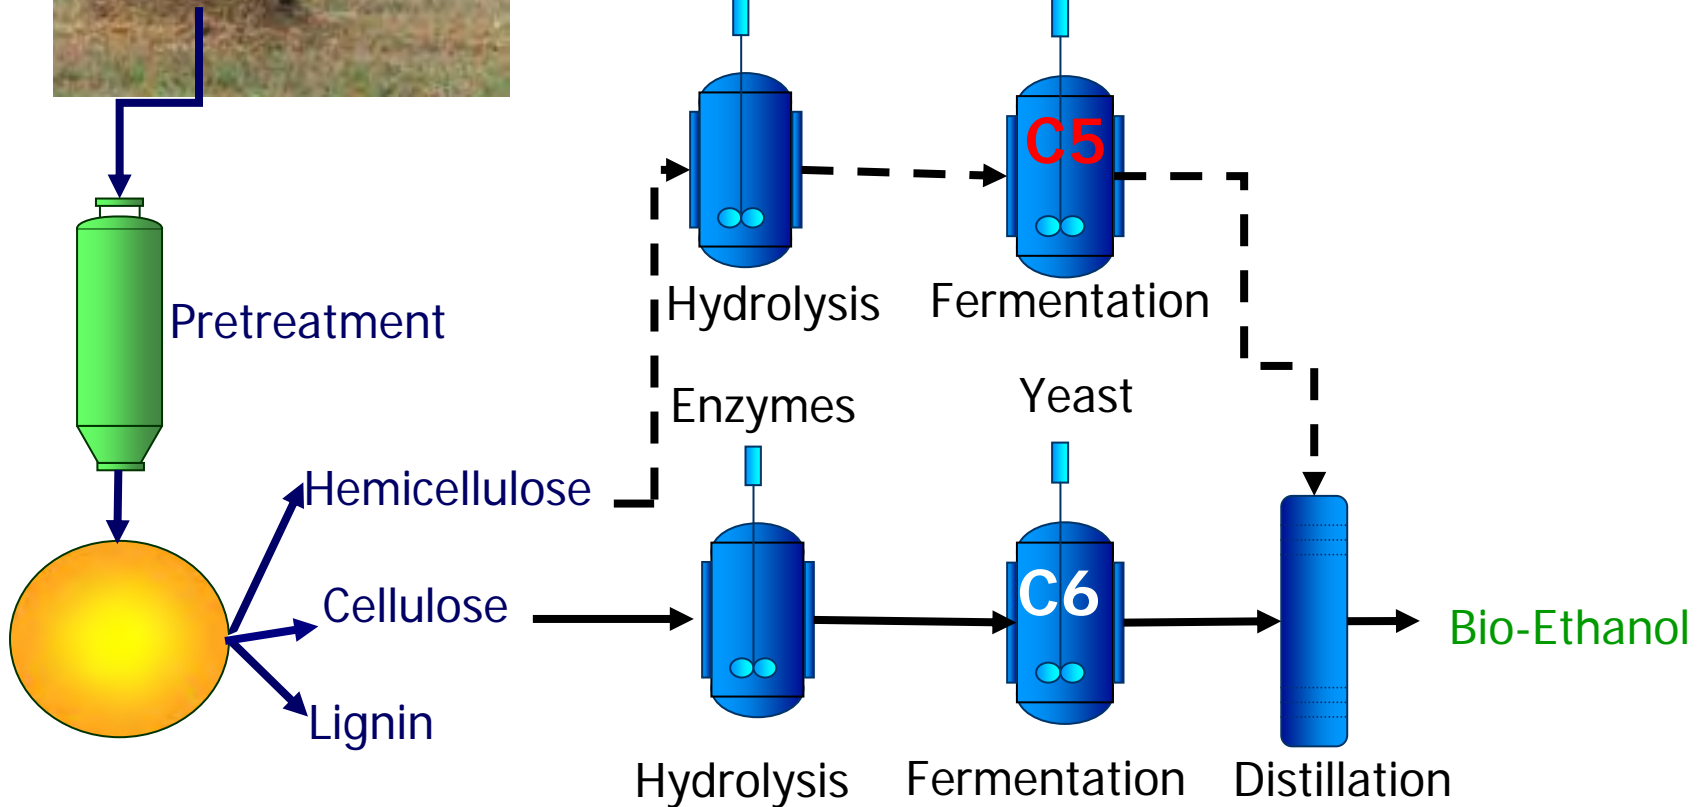 C5
Hydrolysis
Fermentation
Pretreatment
Enzymes
Yeast
Hemicellulose
Cellulose
C6
Bio-Ethanol
Lignin
Hydrolysis
Fermentation
Distillation